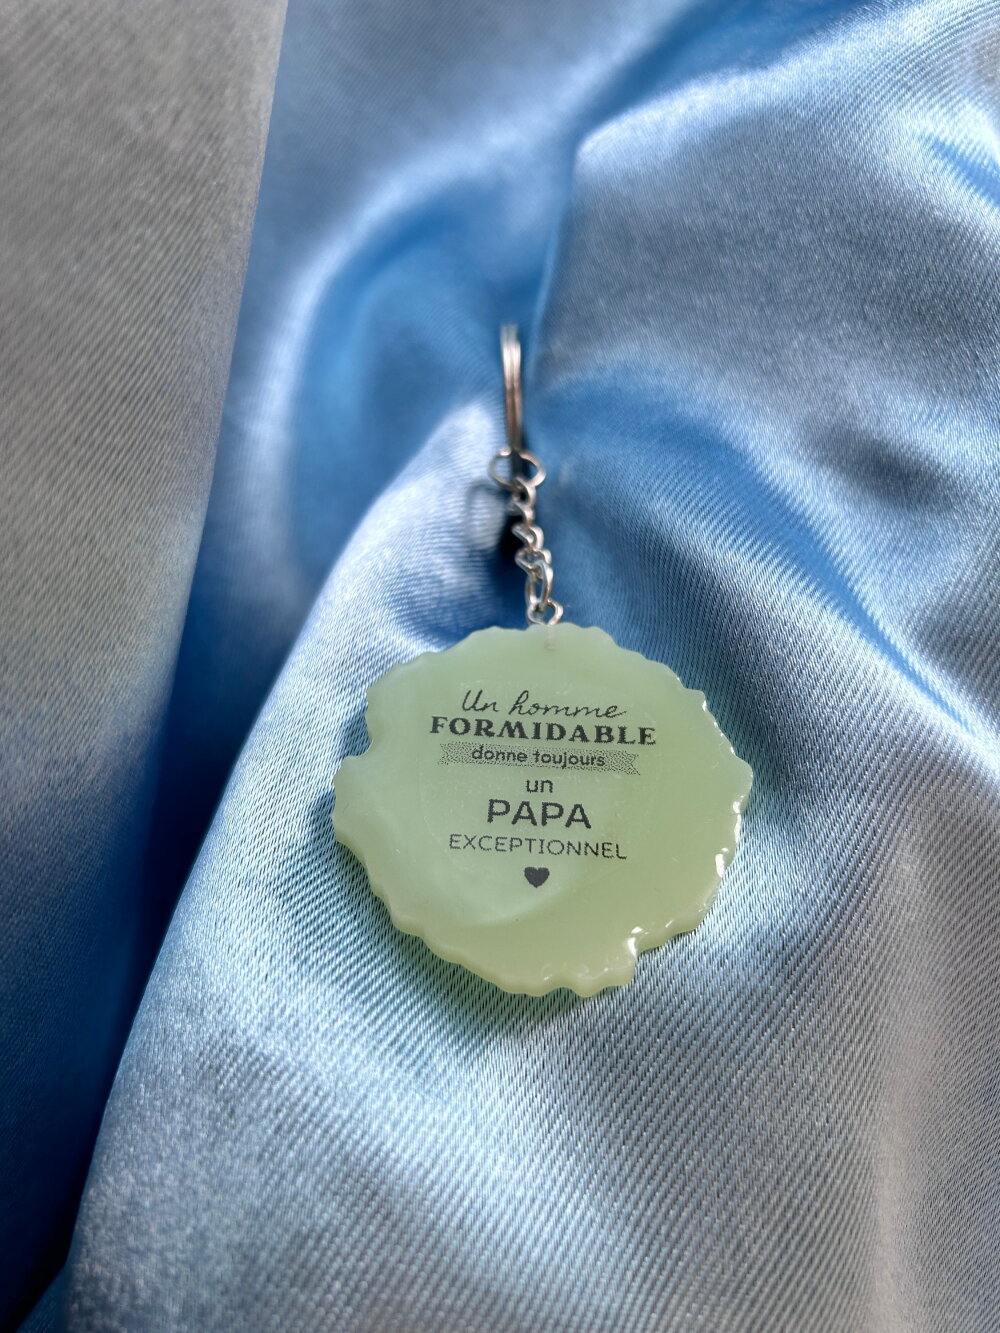 Un homme
FORMIDABLE
donne toujours
un
PAPA
EXCEPTIONNEL